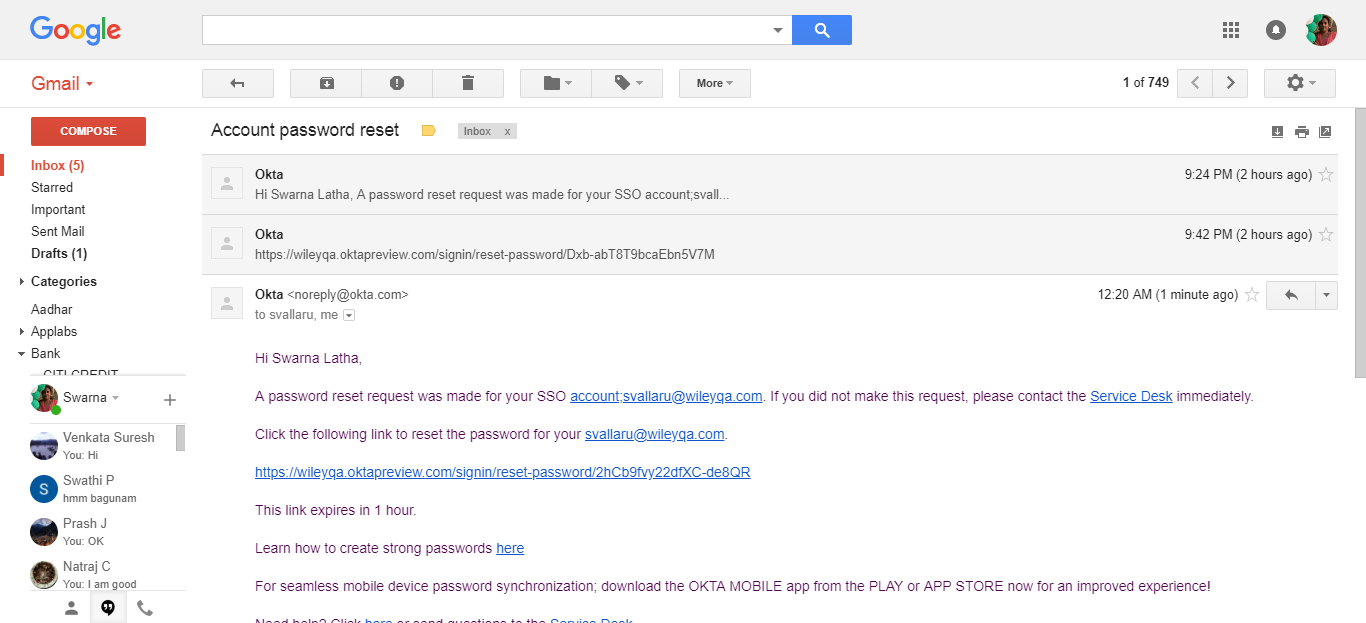 Google
Gmail
More
1 of 749
COMPOSE
Inbox (5)
Starred
Important
Sent Mail
Drafts (1)
Categories
Aadhar
Applabs
Bank
CITI CREDIT
Swarna
Venkata Suresh
You: Hi
S
Swathi P
hmm bagunam
Prash J
You: OK
Natraj C
You: I am good
Account password reset
Inbox x
Okta
9:24 PM (2 hours ago)
Hi Swarna Latha, A password reset request was made for your SSO account;svall...
Okta
9:42 PM (2 hours ago)
https://wileyqa.oktapreview.com/signin/reset-password/Dxb-abT8T9bcaEbn5V7M
Okta <noreply@okta.com>
12:20 AM (1 minute ago)
to svallaru, me
Hi Swarna Latha,
A password reset request was made for your SSO account;svallaru@wileyqa.com. If you did not make this request, please contact the Service Desk immediately.
Click the following link to reset the password for your svallaru@wileyqa.com.
https://wileyqa.oktapreview.com/signin/reset-password/2hCb9fvy22dfXC-de8QR
This link expires in 1 hour.
Learn how to create strong passwords here
For seamless mobile device password synchronization; download the OKTA MOBILE app from the PLAY or APP STORE now for an improved experience!
Need help? Click here or send questions to the Service Desk